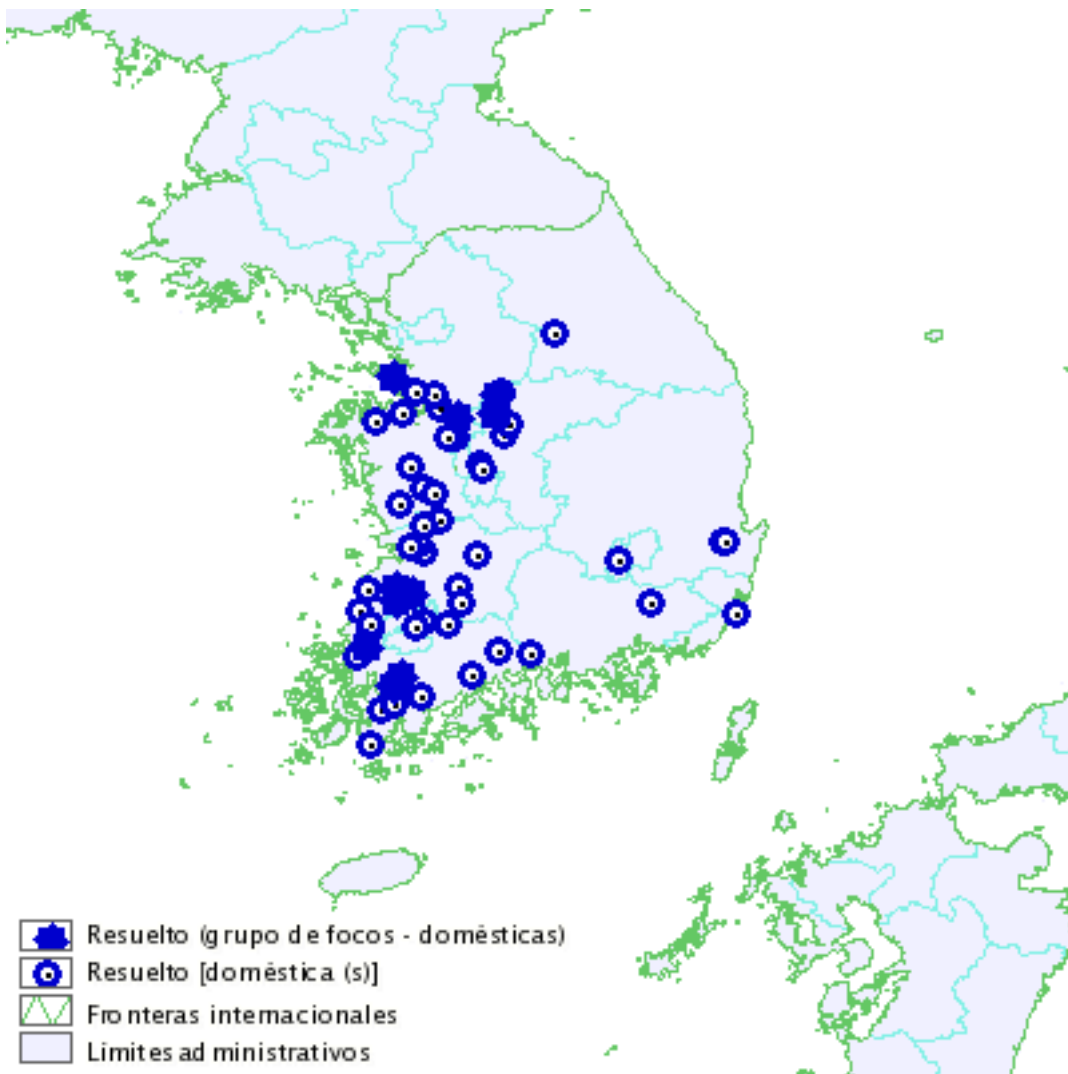 Resuelto (grupo de focos - domésticas)
Resuelto [doméstica (s)]
Fronteras internacionales
Límites administrativos